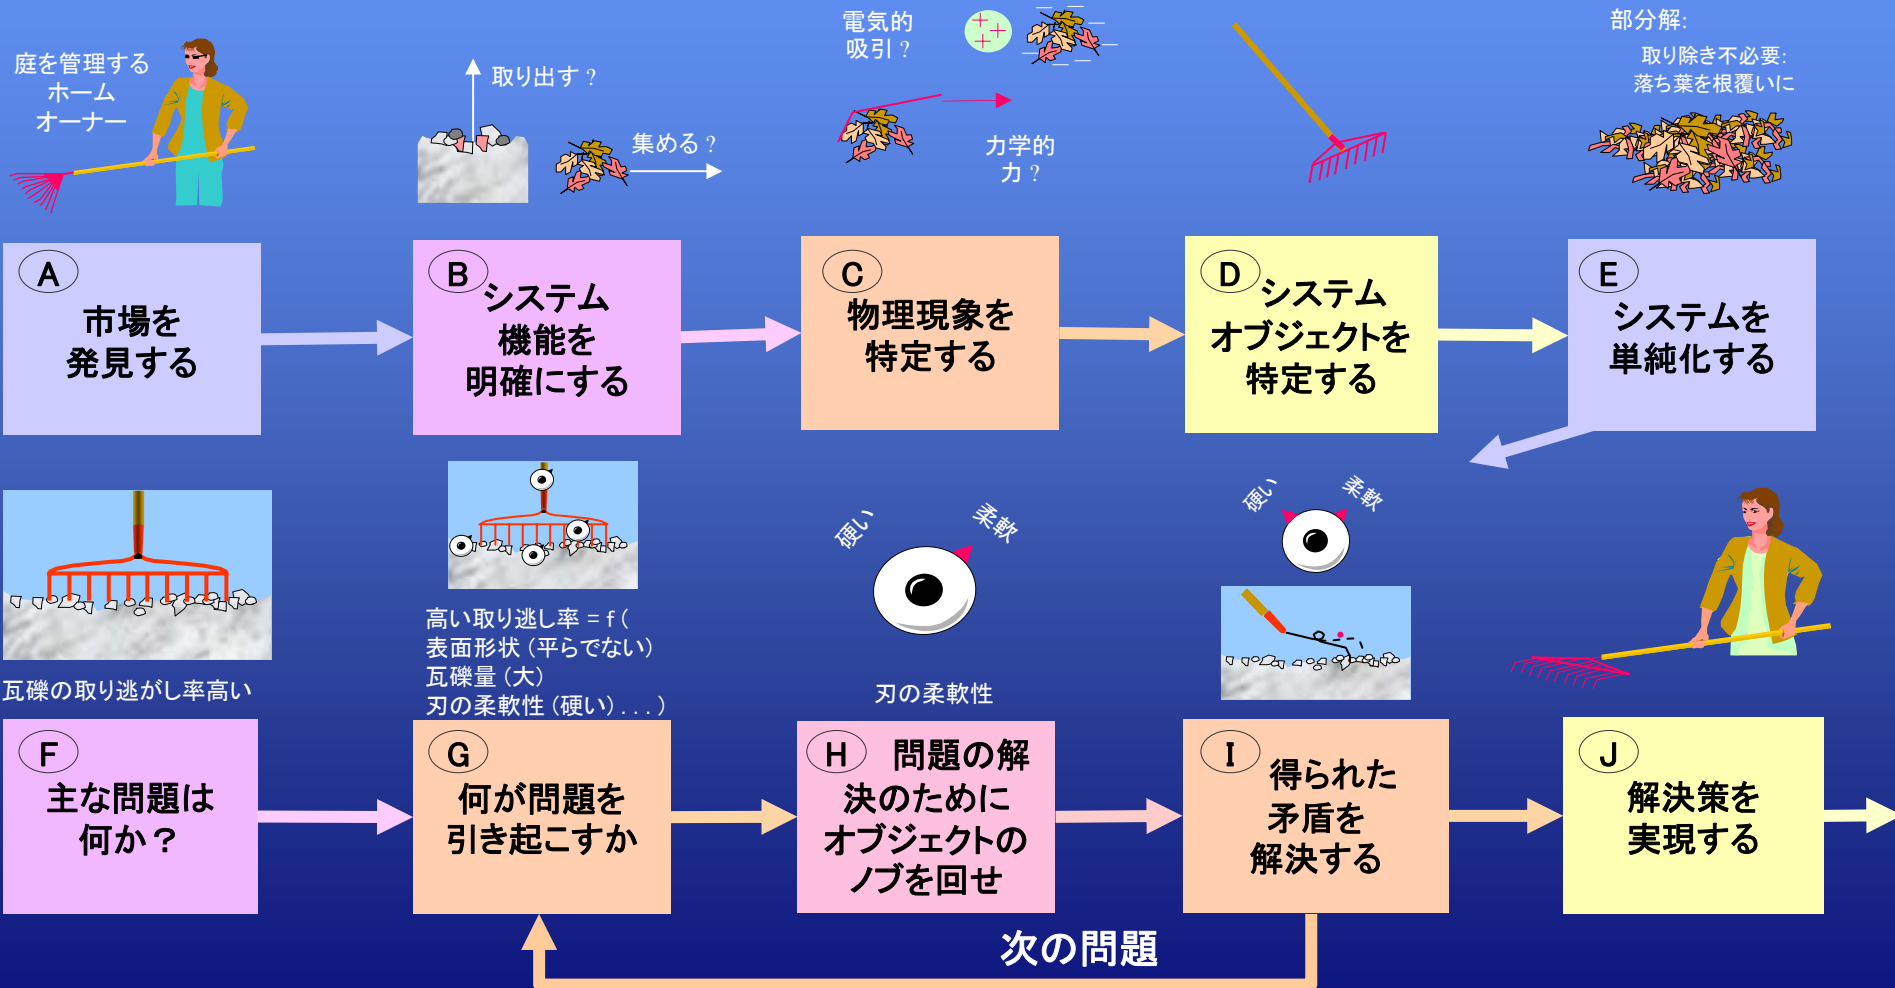 庭を管理する
ホーム
オーナー
取り出す ?
集める ?
電気的
吸引 ?
力学的
力 ?
部分解:
取り除き不必要:
落ち葉を根覆いに
A
市場を
発見する
B
システム
機能を
明確にする
C
物理現象を
特定する
D
システム
オブジェクトを
特定する
E
システムを
単純化する
瓦礫の取り逃がし率高い
高い取り逃し率 = f (
表面形状 (平らでない)
瓦礫量 (大)
刃の柔軟性 (硬い) . . . )
硬い
柔軟
刃の柔軟性
硬い
柔軟
F
主な問題は
何か？
G
何が問題を
引き起こすか
H
問題の解
決のために
オブジェクトの
ノブを回せ
I
得られた
矛盾を
解決する
J
解決策を
実現する
次の問題